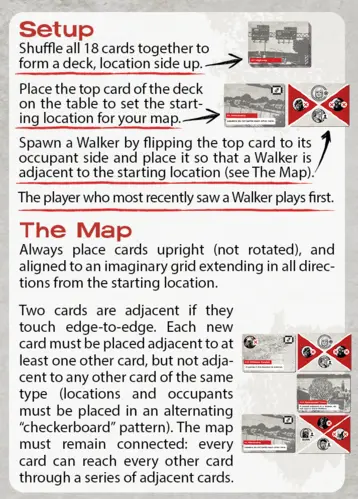 Setup
Shuffle all 18 cards together to
form a deck, location side up.
Place the top card of the deck
on the table to set the start-
ing location for your map.
Spawn a Walker by flipping the top card to its
occupant side and place it so that a Walker is
adjacent to the starting location (see The Map).
The player who most recently saw a Walker plays first.
The Map
Always place cards upright (not rotated), and
aligned to an imaginary grid extending in all direc-
tions from the starting location.
Two cards are adjacent if they
touch edge-to-edge. Each new
card must be placed adjacent to at
least one other card, but not adja-
cent to any other card of the same
type (locations and occupants
must be placed in an alternating
“checkerboard” pattern). The map
must remain connected: every
card can reach every other card
through a series of adjacent cards.